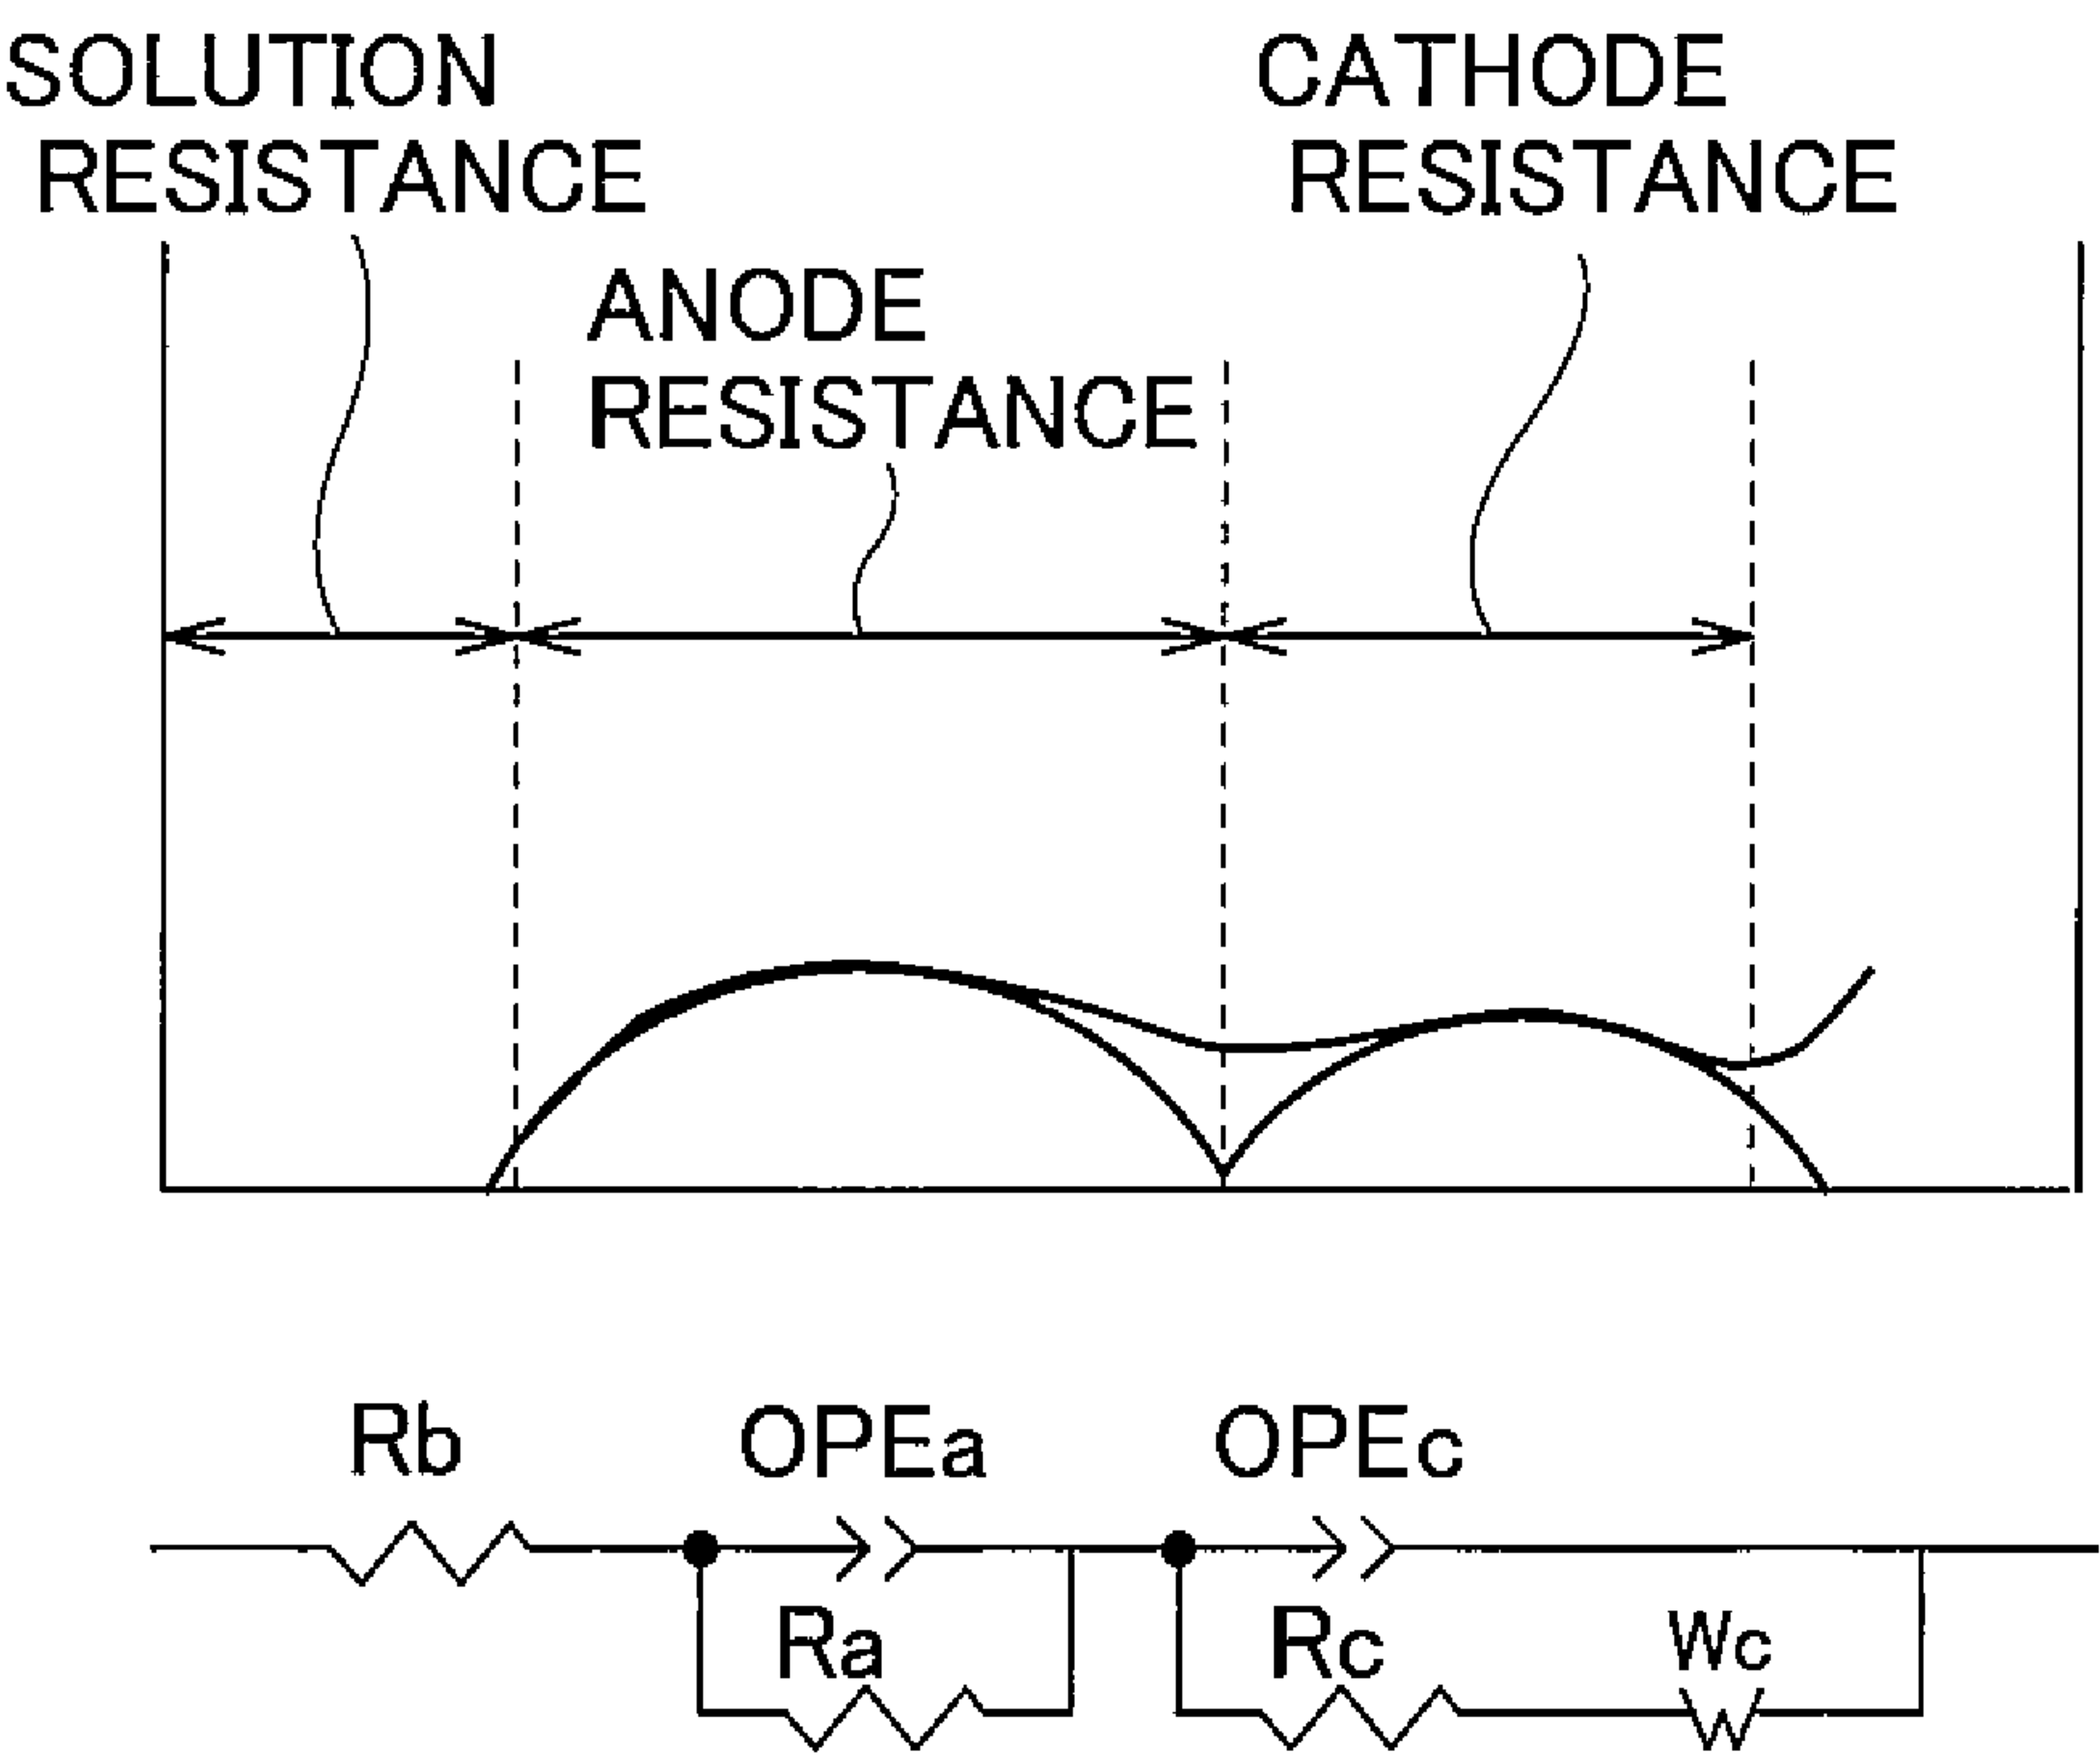 SOLUTION
RESISTANCE
CATHODE
RESISTANCE
ANODE
RESISTANCE
Rb
OPEa
OPEc
Ra
Rc
Wc